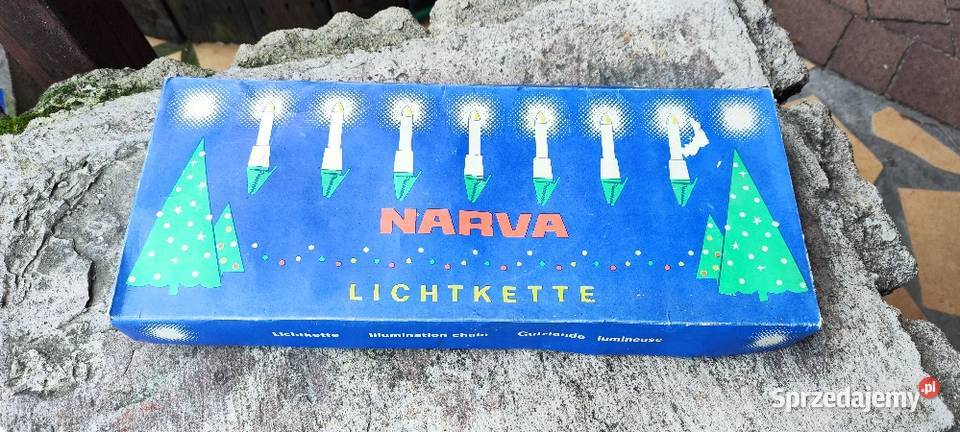 NARVA
LICHTKETTE
Lichtkette Illumination chain Guirlande lumineuse
Sprzedajemy.pl